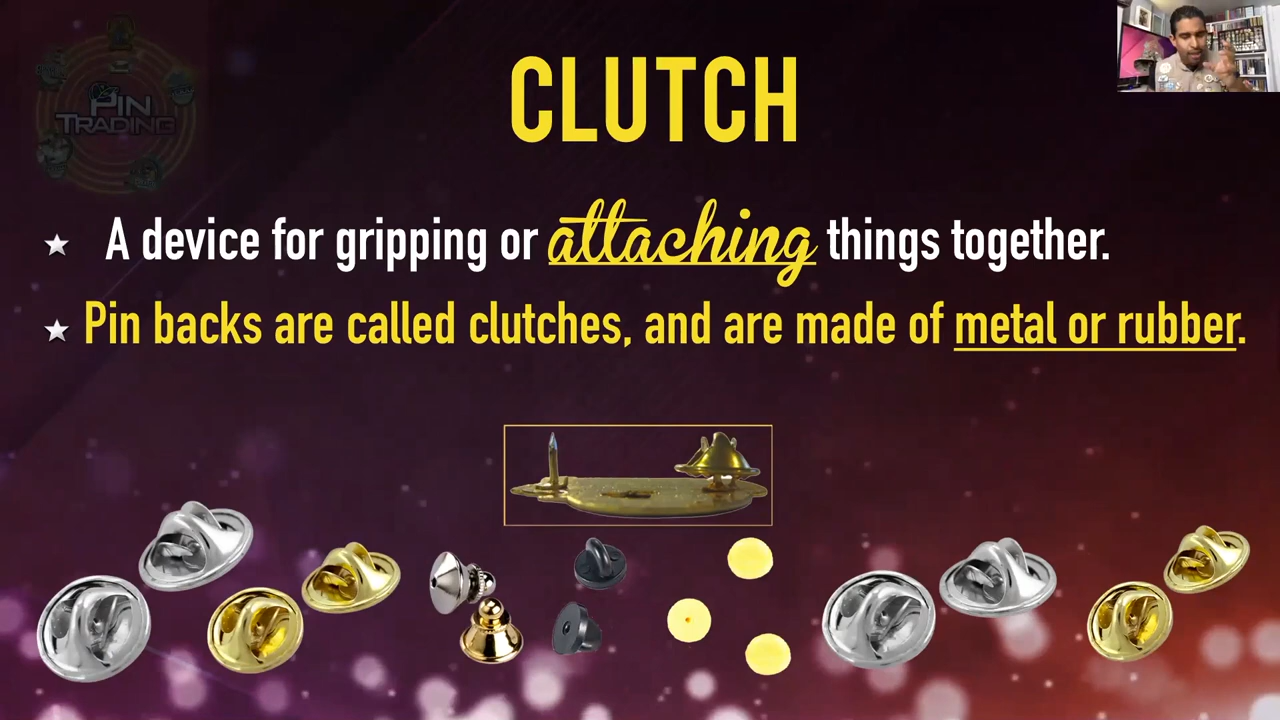 CLUTCH
PIN
TRADING
A device for gripping or attaching things together.
Pin backs are called clutches, and are made of metal or rubber.